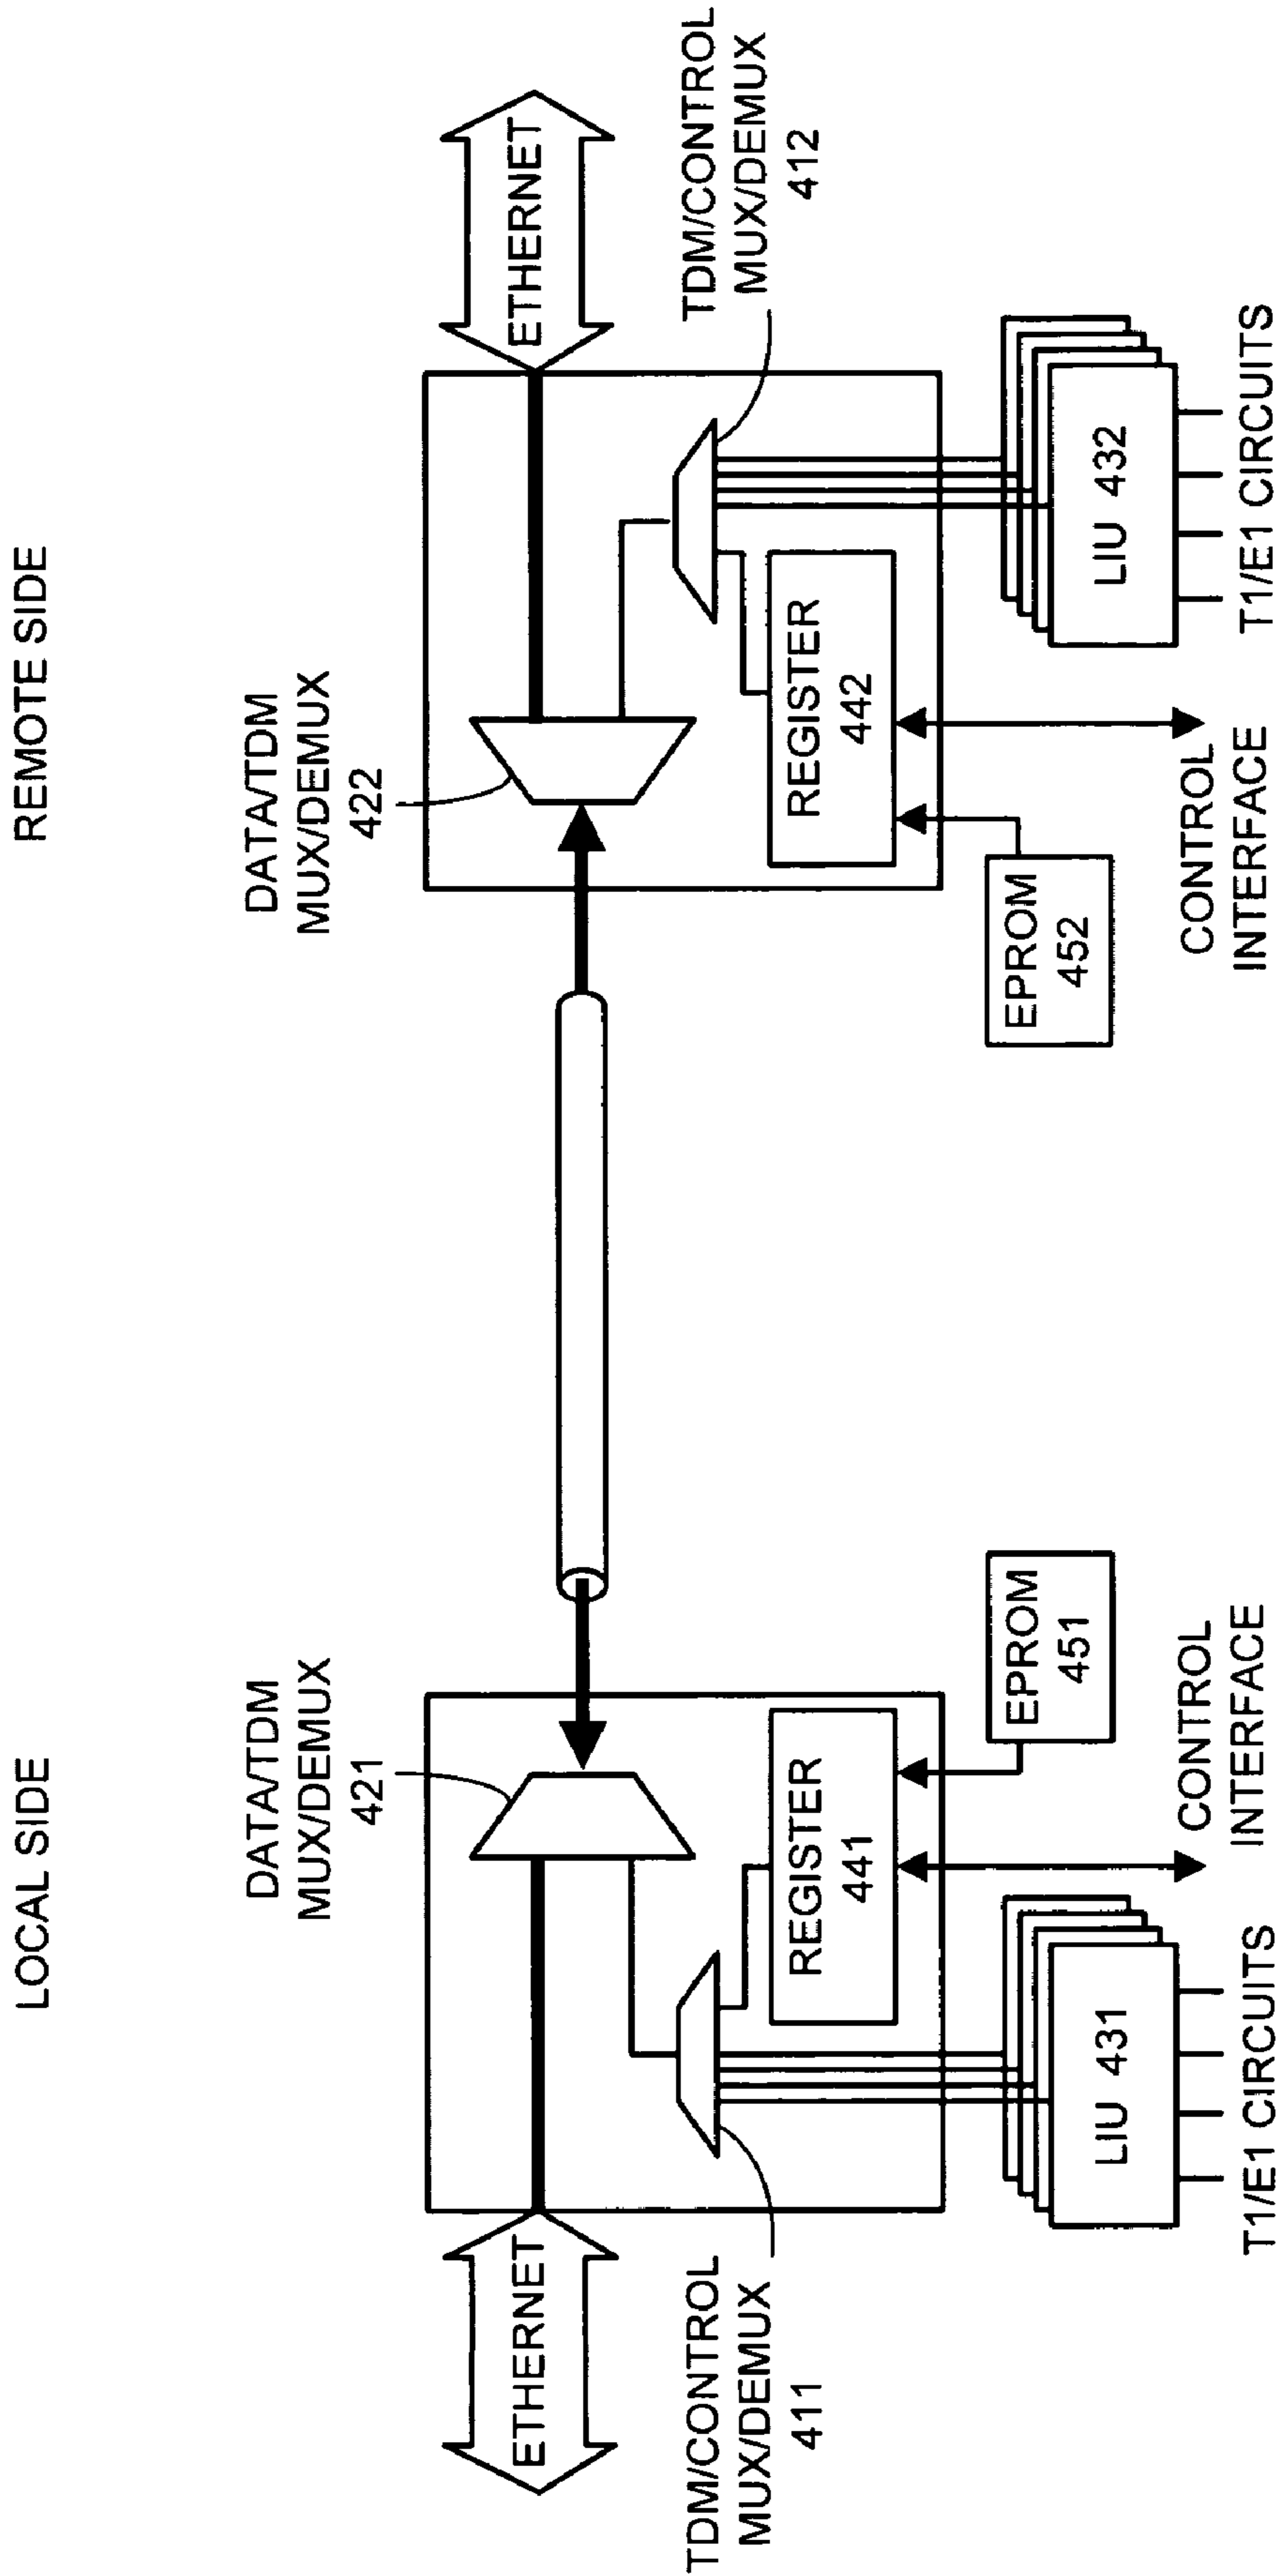 LOCAL SIDE
REMOTE SIDE
DATA/TDM
MUX/DEMUX
421
DATA/TDM
MUX/DEMUX
422
ETHERNET
ETHERNET
TDM/CONTROL
MUX/DEMUX
411
TDM/CONTROL
MUX/DEMUX
412
REGISTER
441
REGISTER
442
EPROM
451
EPROM
452
LIU 431
LIU 432
T1/E1 CIRCUITS
CONTROL
INTERFACE
CONTROL
INTERFACE
T1/E1 CIRCUITS